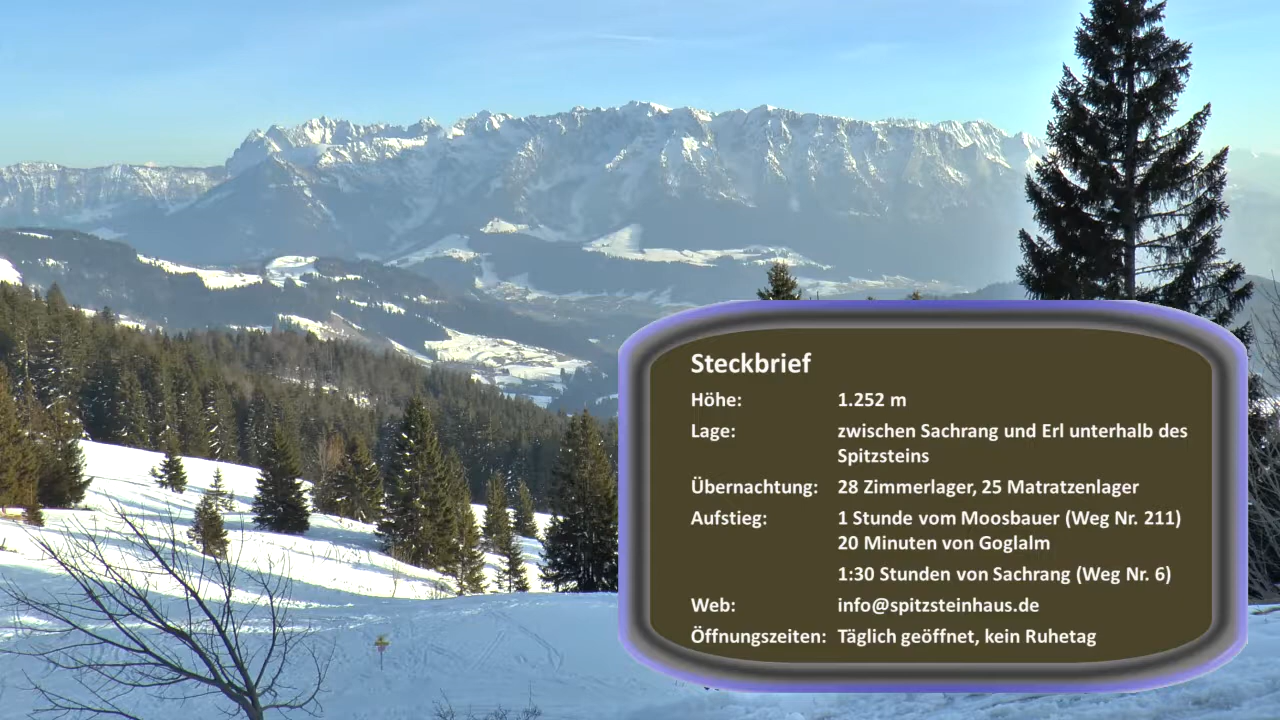 Steckbrief
Höhe: 1.252 m
Lage: zwischen Sachrang und Erl unterhalb des
Spitzsteins
Übernachtung: 28 Zimmerlager, 25 Matratzenlager
Aufstieg: 1 Stunde vom Moosbauer (Weg Nr. 211)
20 Minuten von Goglalm
1:30 Stunden von Sachrang (Weg Nr. 6)
Web: info@spitzsteinhaus.de
Öffnungszeiten: Täglich geöffnet, kein Ruhetag